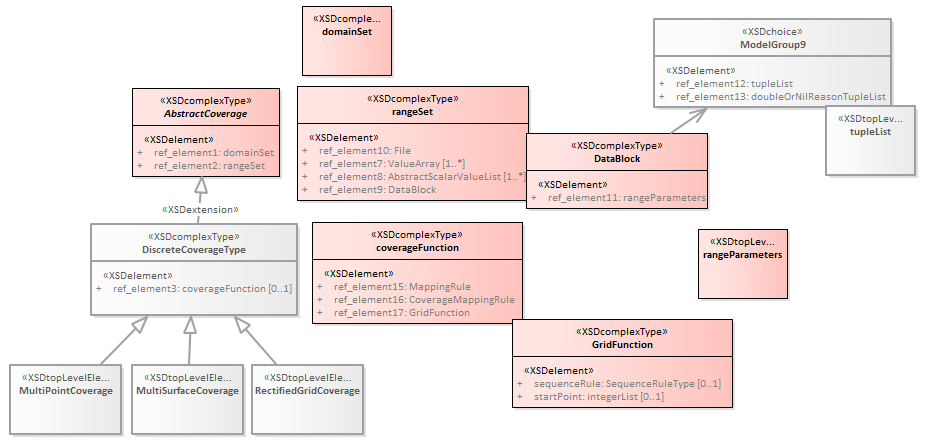 «XSDcomple...
domainSet
«XSDchoice»
ModelGroup9
«XSDelement»
+ ref_element12: tupleList
+ ref_element13: doubleOrNilReasonTupleList
«XSDtopLev...
tupleList
«XSDcomplexType»
AbstractCoverage
«XSDelement»
+ ref_element1: domainSet
+ ref_element2: rangeSet
«XSDcomplexType»
rangeSet
«XSDelement»
+ ref_element10: File
+ ref_element7: ValueArray [1..*]
+ ref_element8: AbstractScalarValueList [1..*]
+ ref_element9: DataBlock
«XSDcomplexType»
DataBlock
«XSDelement»
+ ref_element11: rangeParameters
«XSDextension»
«XSDcomplexType»
DiscreteCoverageType
«XSDelement»
+ ref_element3: coverageFunction [0..1]
«XSDcomplexType»
coverageFunction
«XSDelement»
+ ref_element15: MappingRule
+ ref_element16: CoverageMappingRule
+ ref_element17: GridFunction
«XSDtopLev...
rangeParameters
«XSDcomplexType»
GridFunction
«XSDelement»
+ sequenceRule: SequenceRuleType [0..1]
+ startPoint: integerList [0..1]
«XSDtopLevelEle...
MultiPointCoverage
«XSDtopLevelEle...
MultiSurfaceCoverage
«XSDtopLevelEle...
RectifiedGridCoverage